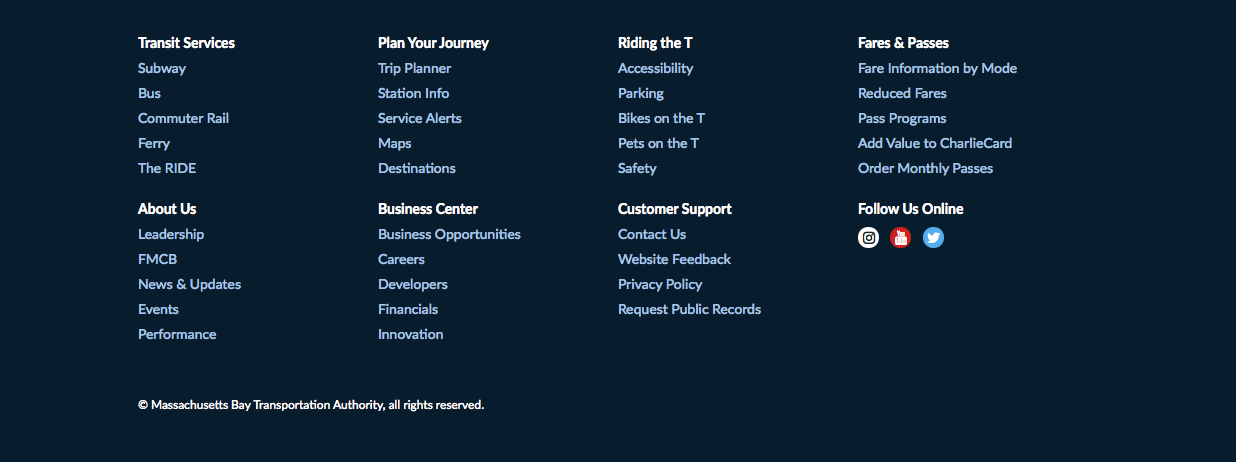 Transit Services
Subway
Bus
Commuter Rail
Ferry
The RIDE
Plan Your Journey
Trip Planner
Station Info
Service Alerts
Maps
Destinations
Riding the T
Accessibility
Parking
Bikes on the T
Pets on the T
Safety
Fares & Passes
Fare Information by Mode
Reduced Fares
Pass Programs
Add Value to CharlieCard
Order Monthly Passes
About Us
Leadership
FMCB
News & Updates
Events
Performance
Business Center
Business Opportunities
Careers
Developers
Financials
Innovation
Customer Support
Contact Us
Website Feedback
Privacy Policy
Request Public Records
Follow Us Online
© Massachusetts Bay Transportation Authority, all rights reserved.